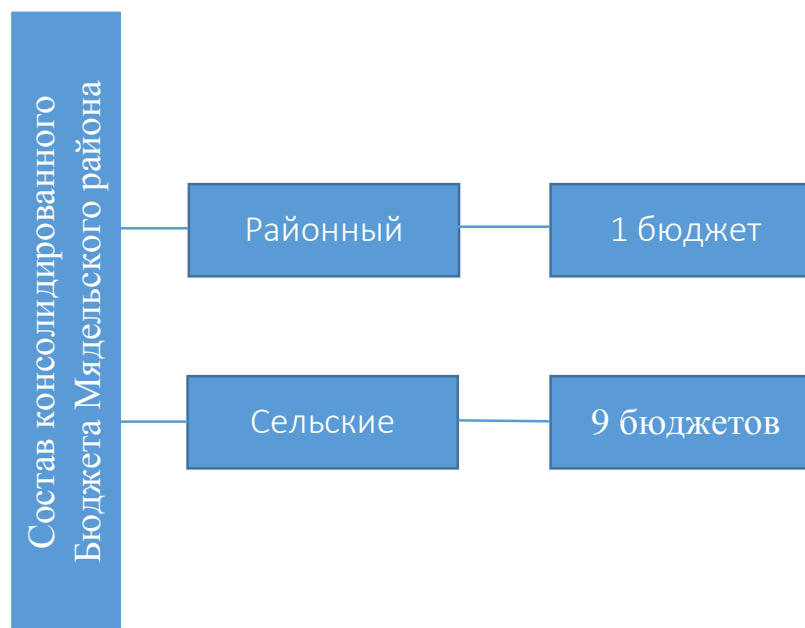 Состав консолидированного
Бюджета Мядельского района
Районный
1 бюджет
Сельские
9 бюджетов